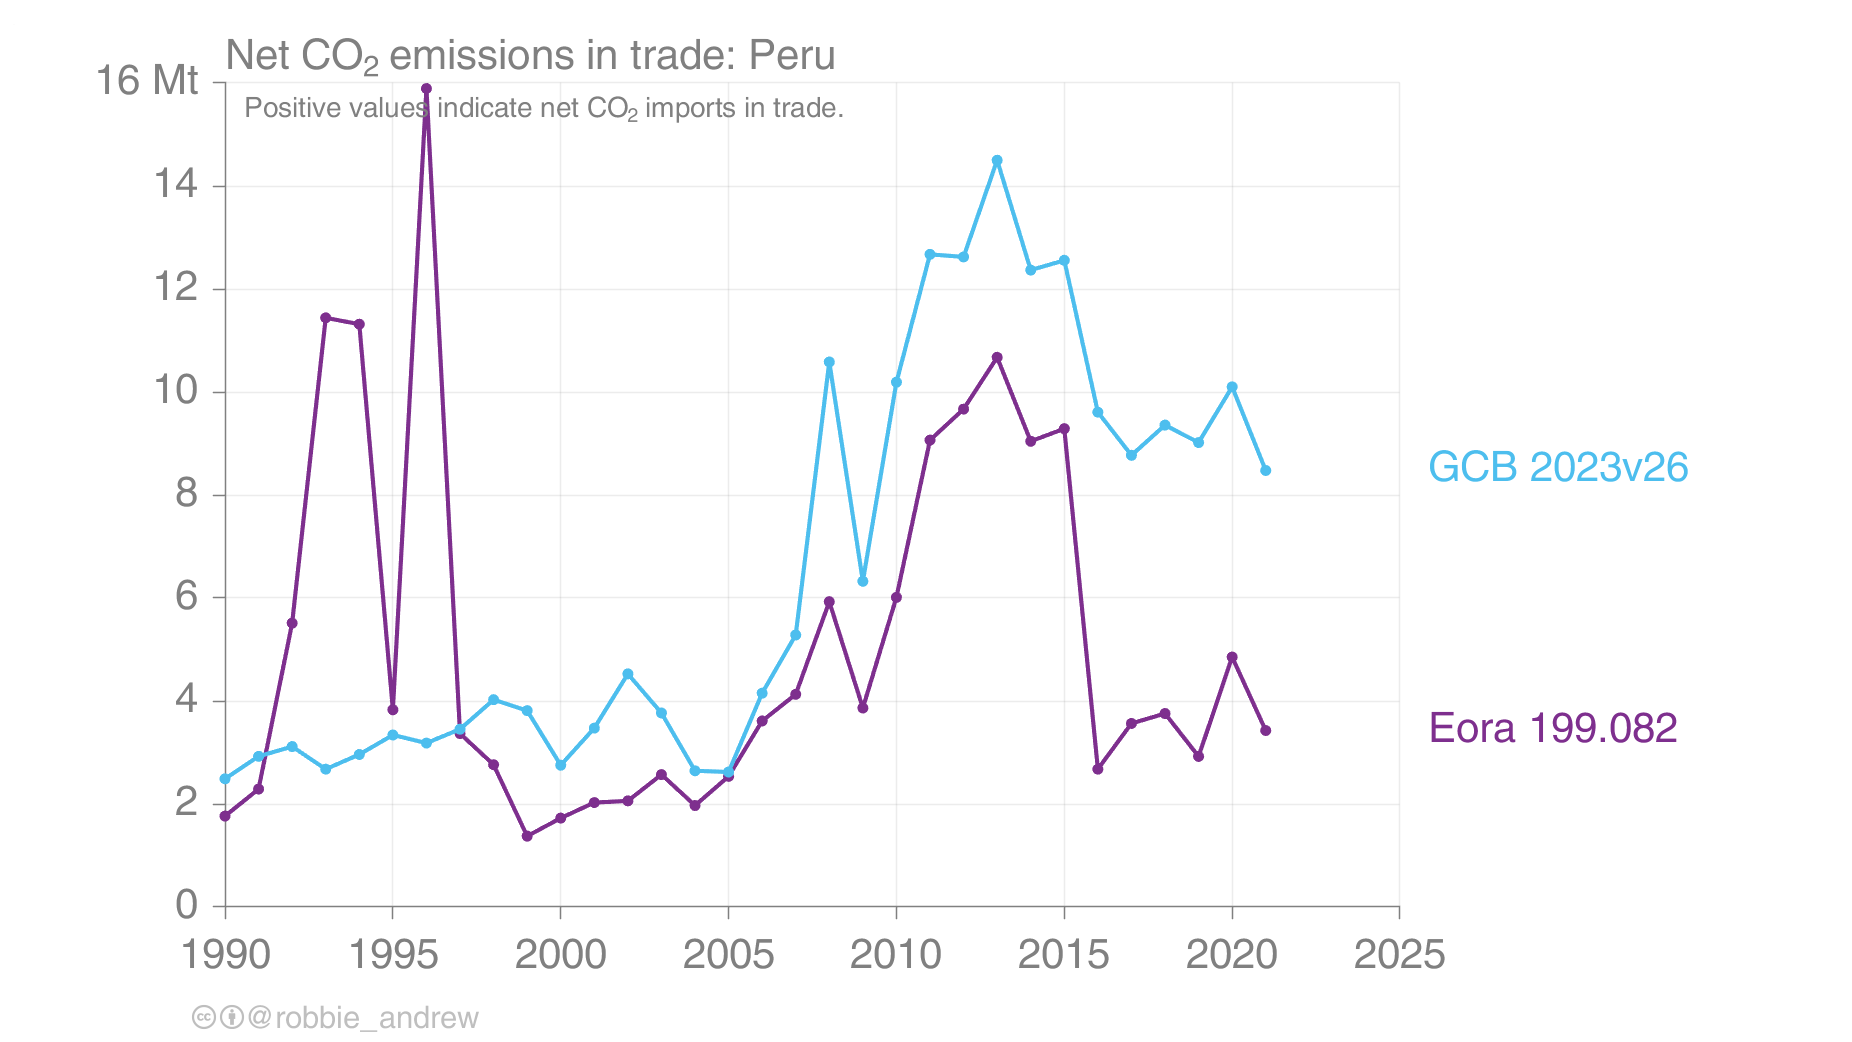 Net CO₂ emissions in trade: Peru
16 Mt
Positive values indicate net CO₂ imports in trade.
14
12
10
8
6
4
2
0
GCB 2023v26
Eora 199.082
1990 1995 2000 2005 2010 2015 2020 2025
cc @robbie_andrew